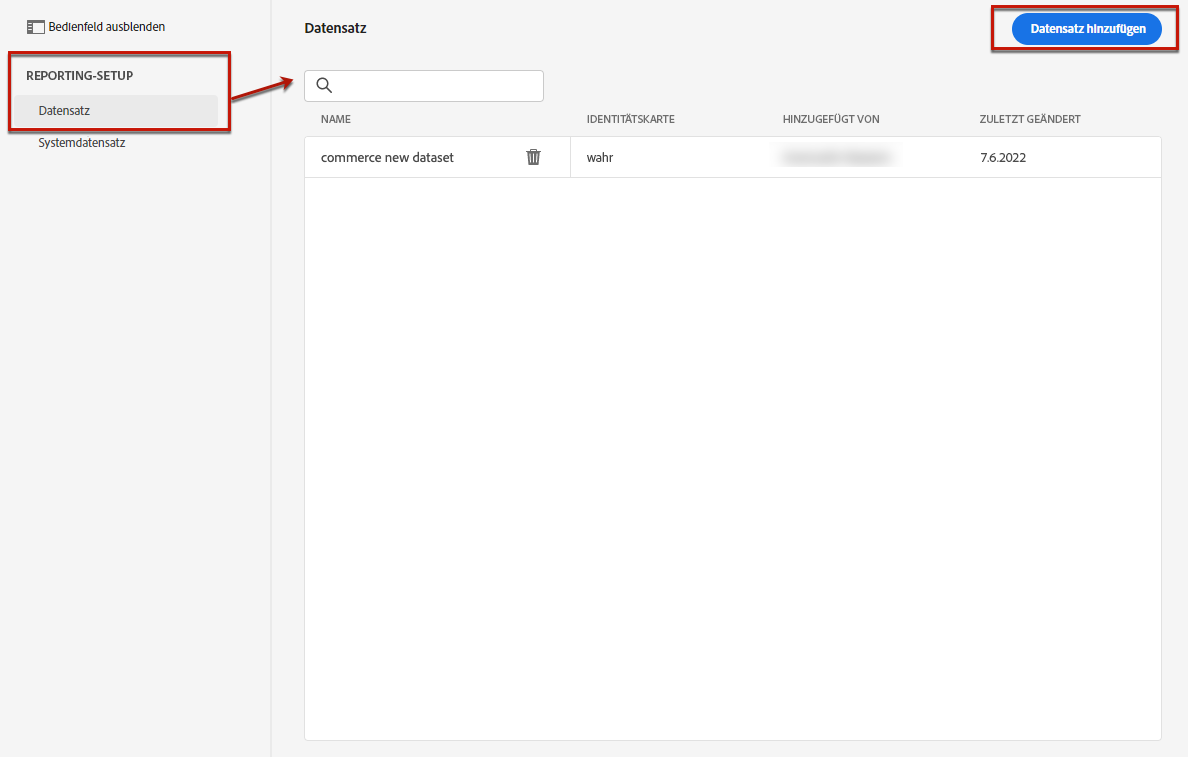 Bedienfeld ausblenden
REPORTING-SETUP
Datensatz
Systemdatensatz
Datensatz
Datensatz hinzufügen
NAME IDENTITÄTSKARTE HINZUGEFÜGT VON ZULETZT GEÄNDERT
commerce new dataset wahr 7.6.2022